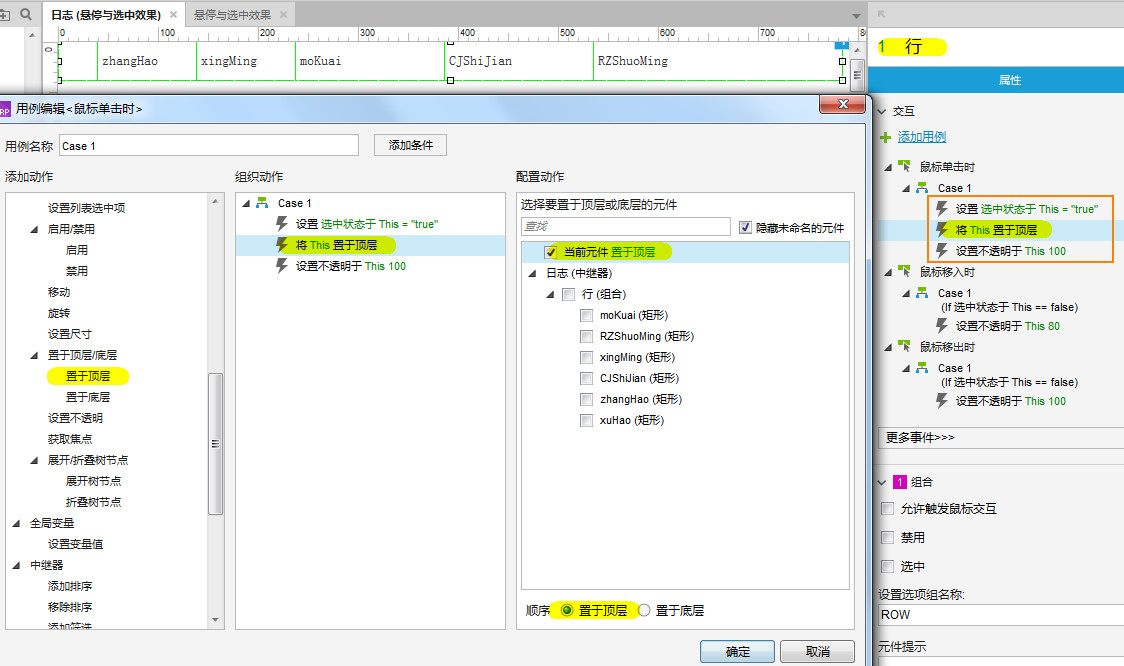 日志 (悬停与选中效果)
悬停与选中效果
0 100 200 300 400 500 600 700
zhangHao xingMing moKuai CJShiJian RZShuoMing
用例编辑<鼠标单击时>
用例名称 Case 1 添加条件
添加动作
设置列表选中项
启用/禁用
启用
禁用
移动
旋转
设置尺寸
置于顶层/底层
置于顶层
置于底层
设置不透明
获取焦点
展开/折叠树节点
展开树节点
折叠树节点
全局变量
设置变量值
中继器
添加排序
移除排序
添加筛选
组织动作
Case 1
设置 选中状态于 This = "true"
将 This 置于顶层
设置不透明于 This 100
配置动作
选择要置于顶层或底层的元件
查找 隐藏未命名的元件
当前元件 置于顶层
日志 (中继器)
行 (组合)
moKuai (矩形)
RZShuoMing (矩形)
xingMing (矩形)
CJShiJian (矩形)
zhangHao (矩形)
xuHao (矩形)
顺序 置于顶层 置于底层
确定 取消
1 行
属性
交互
添加用例
鼠标单击时
Case 1
设置 选中状态于 This = "true"
将 This 置于顶层
设置不透明于 This 100
鼠标移入时
Case 1
(If 选中状态于 This == false)
设置不透明于 This 80
鼠标移出时
Case 1
(If 选中状态于 This == false)
设置不透明于 This 100
更多事件>>>
1 组合
允许触发鼠标交互
禁用
选中
设置选项组名称:
ROW
元件提示